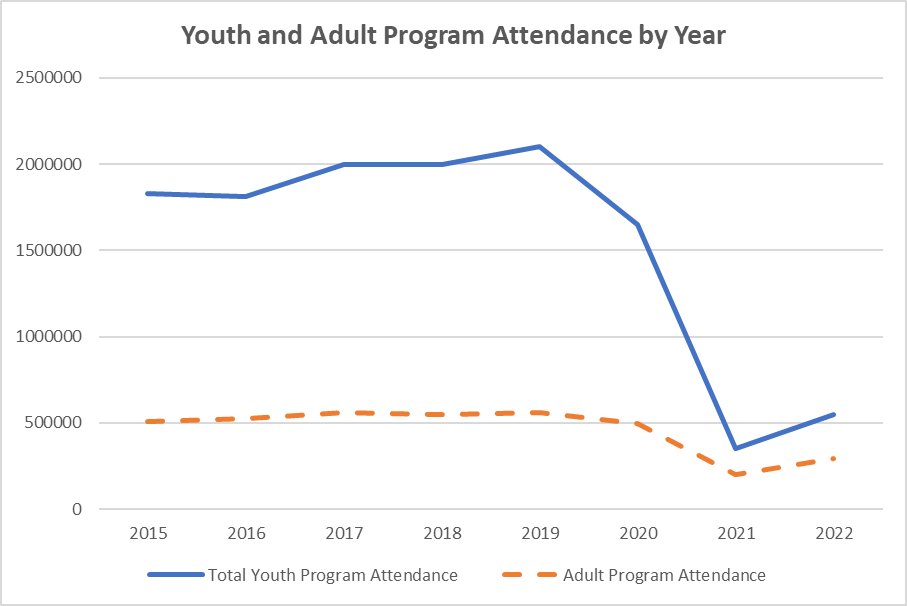 Youth and Adult Program Attendance by Year
2500000
2000000
1500000
1000000
500000
0
2015 2016 2017 2018 2019 2020 2021 2022
Total Youth Program Attendance Adult Program Attendance